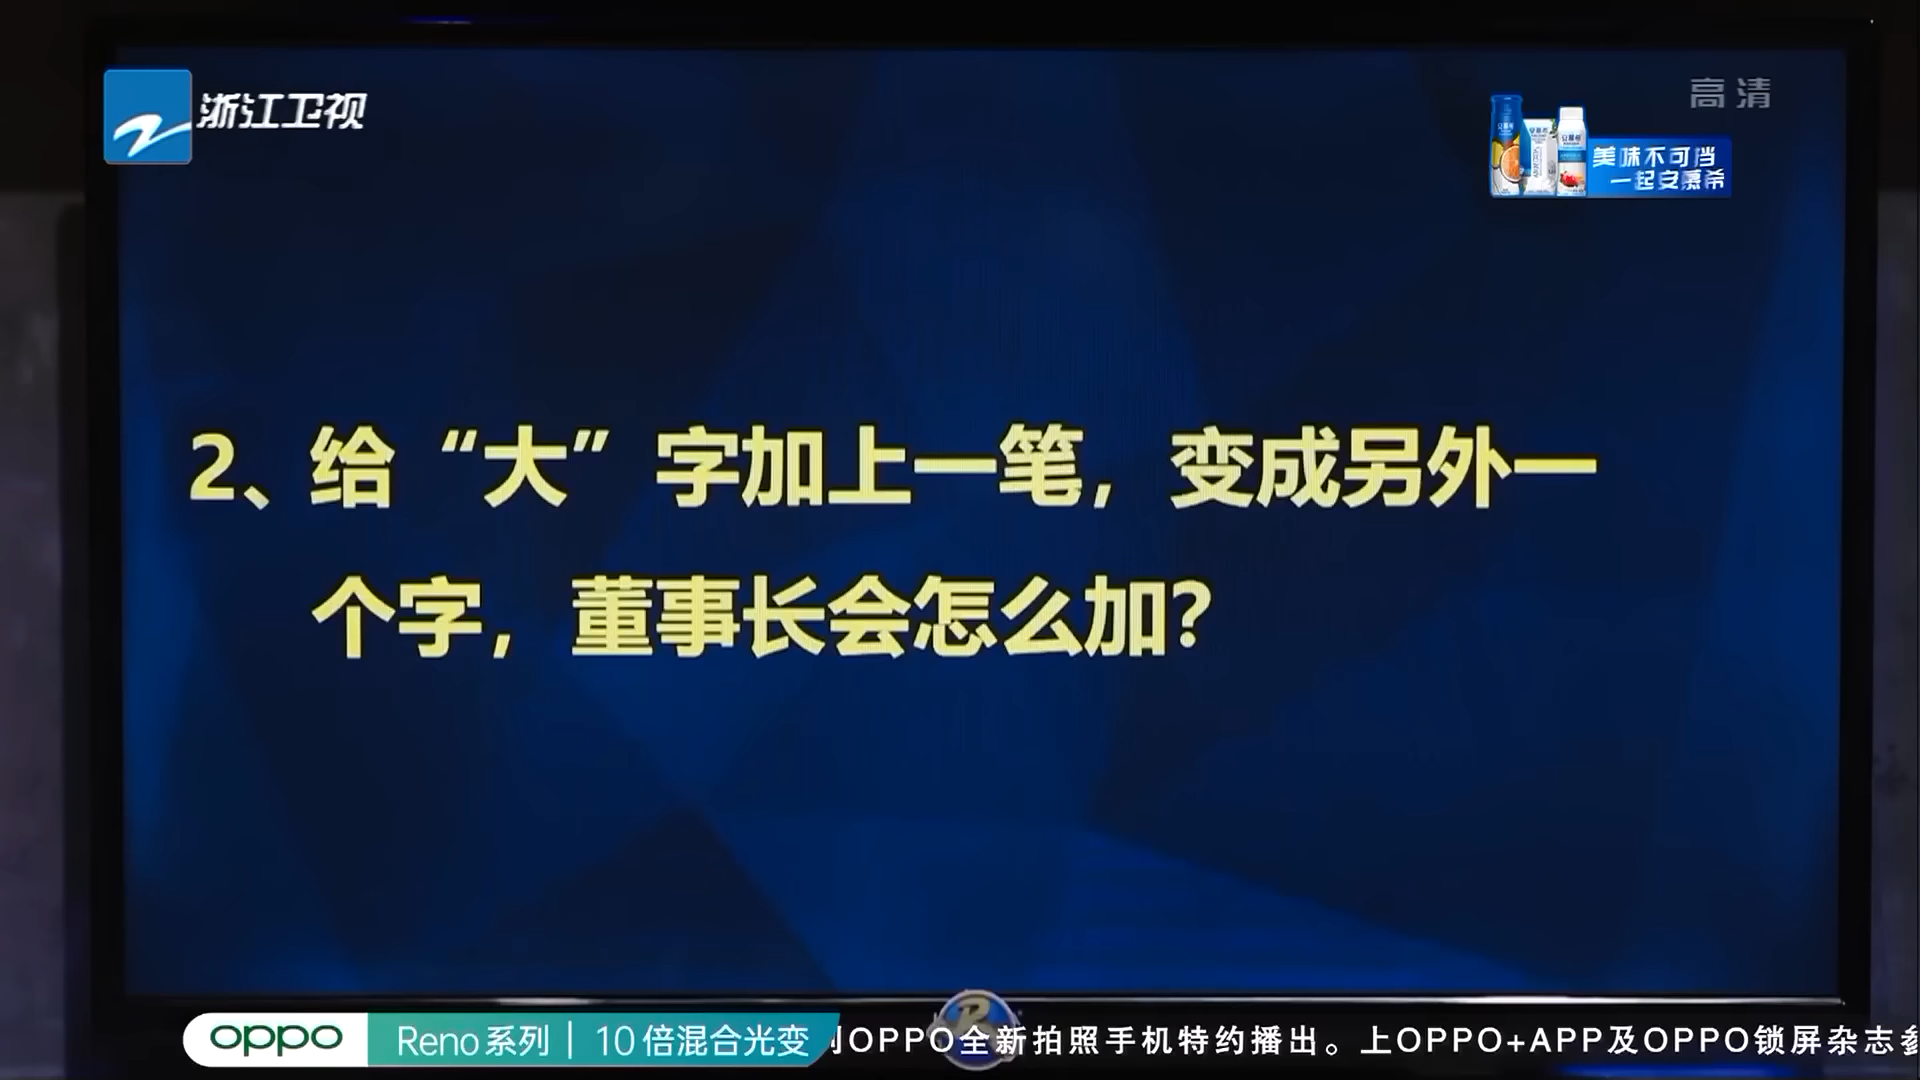 浙江卫视
高清
美味不可挡
一起安慕希
2、给“大”字加上一笔，变成另外一
个字，董事长会怎么加？
oppo Reno系列｜10倍混合光变
OPPO全新拍照手机特约播出。上OPPO+APP及OPPO锁屏杂志